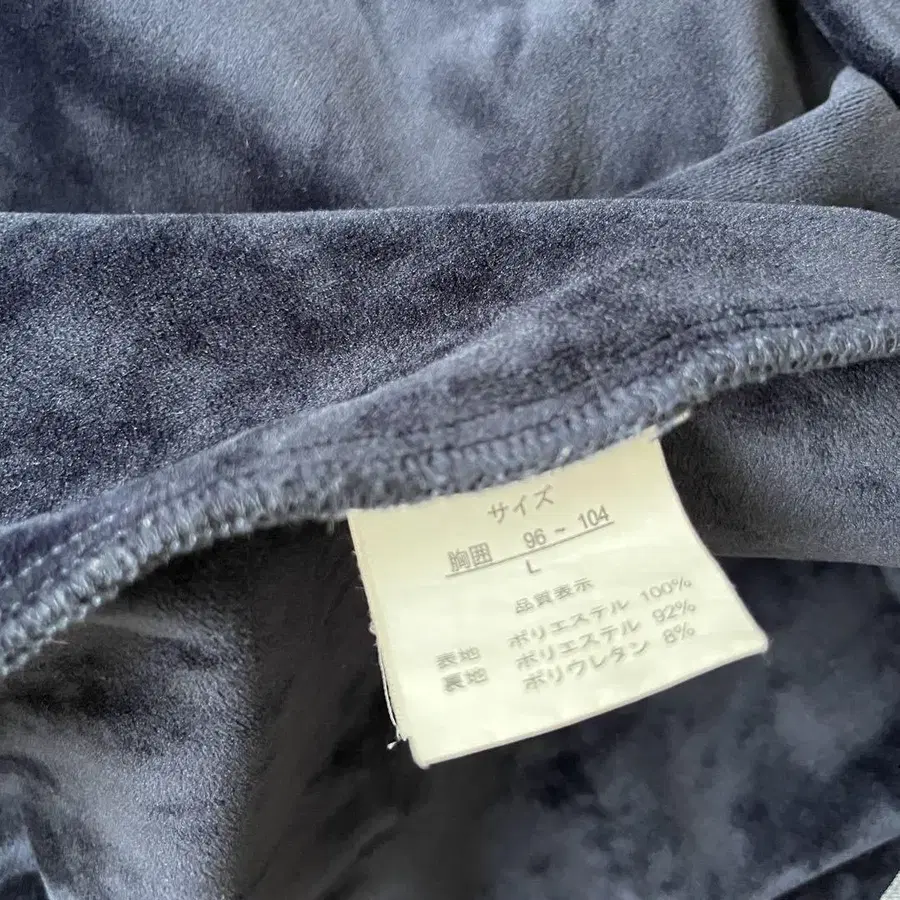 サイズ
胸囲 96 - 104
L
品質表示
表地 ポリエステル 100%
裏地 ポリエステル 92%
ポリウレタン 8%